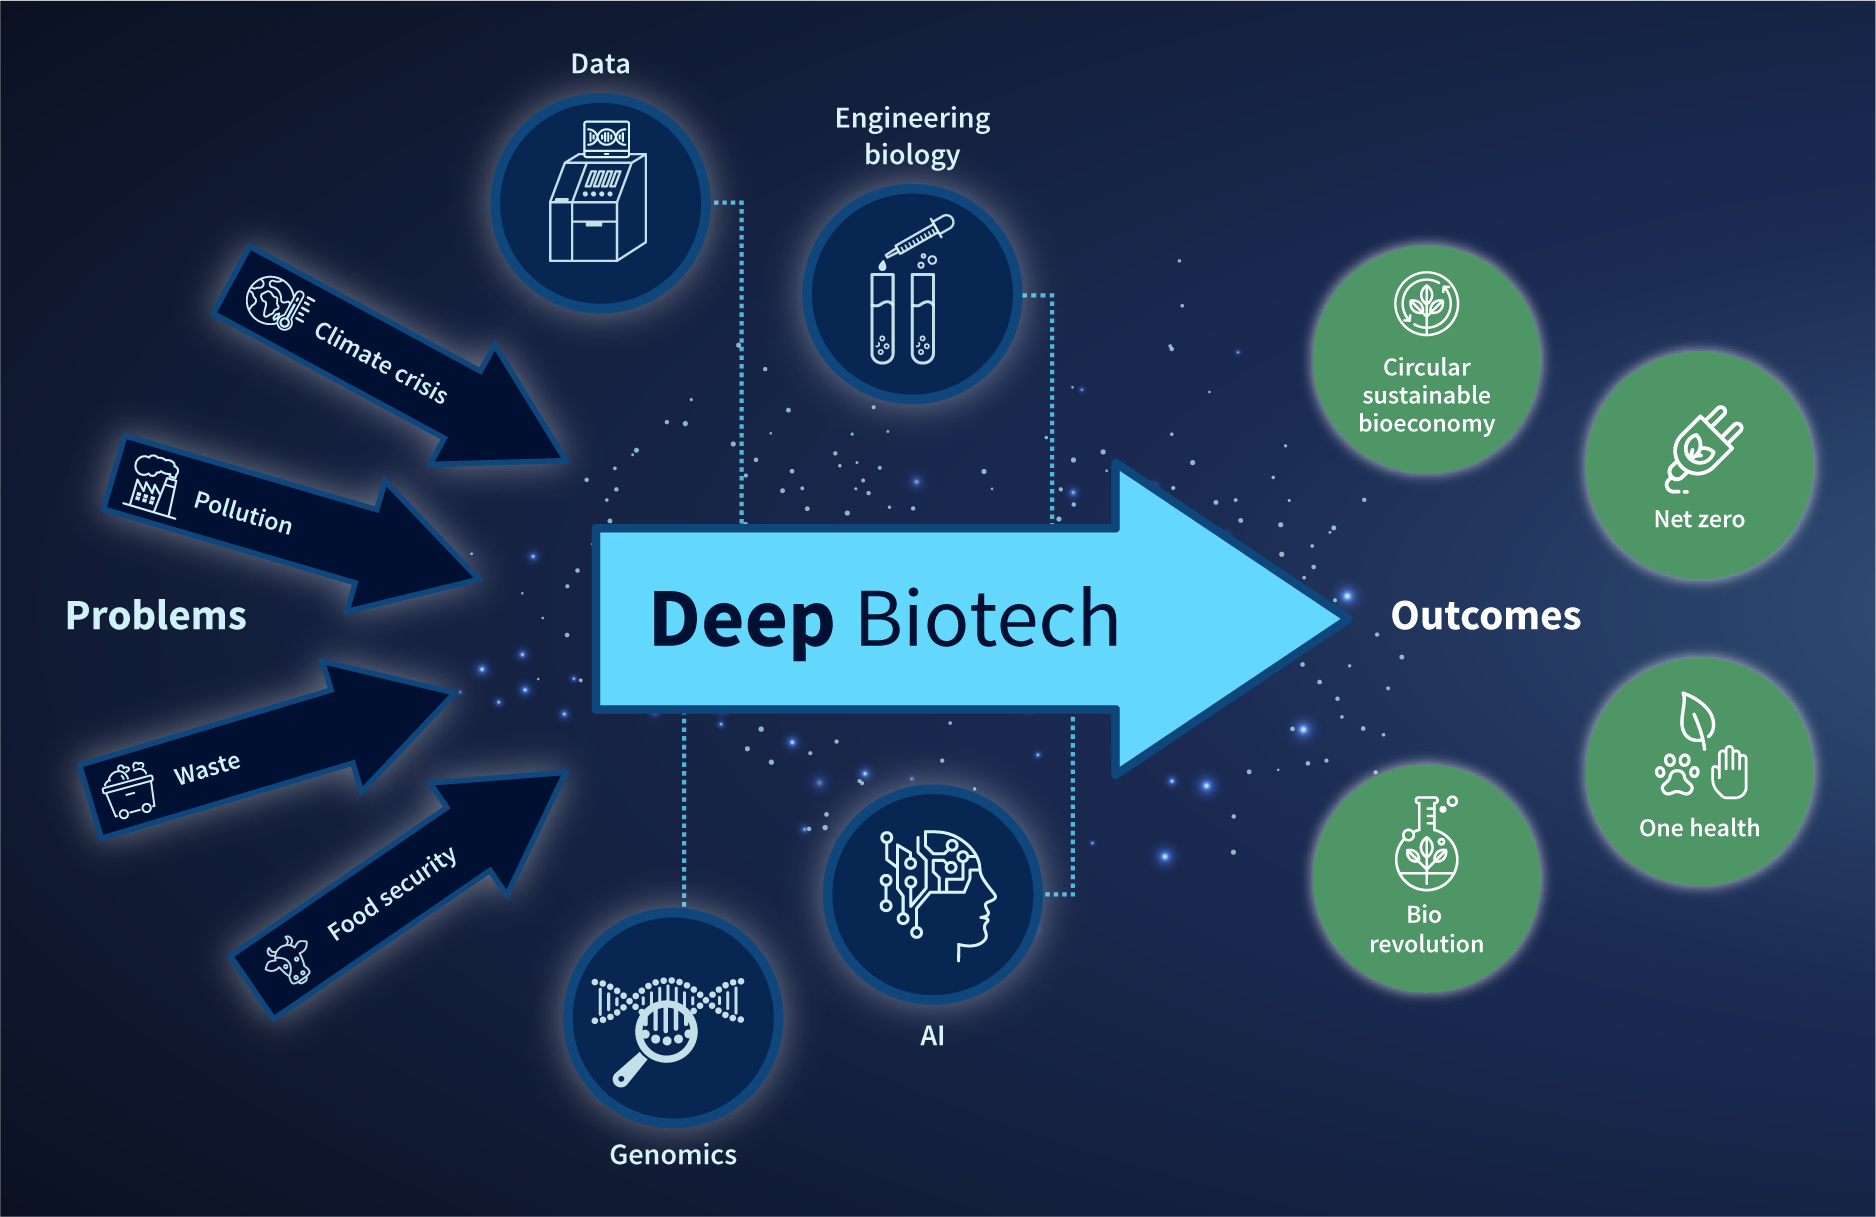 Data
Engineering
biology
Climate crisis
Pollution
Problems
Waste
Food security
Deep Biotech
Genomics
AI
Outcomes
Circular
sustainable
bioeconomy
Net zero
One health
Bio
revolution